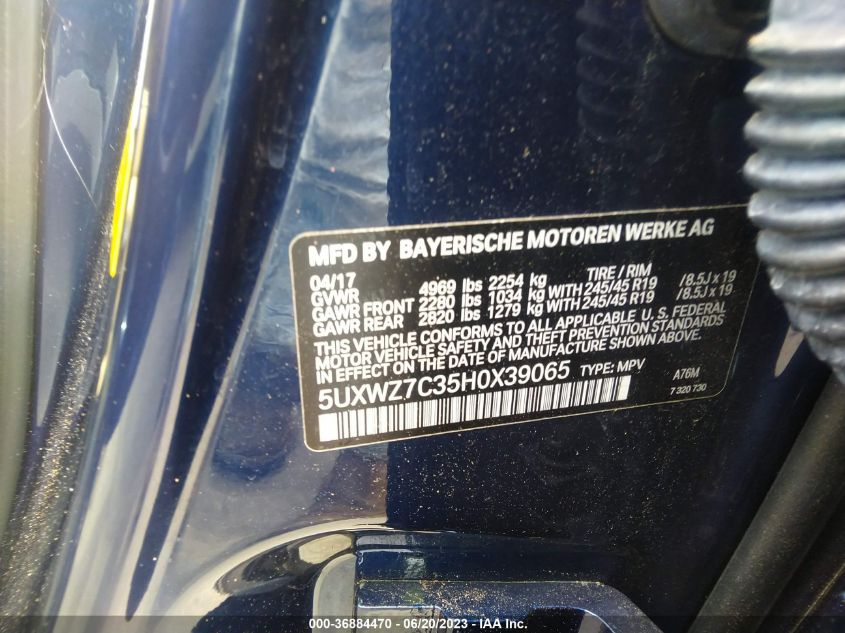 MFD BY BAYERISCHE MOTOREN WERKE AG
04/17 TIRE / RIM
GVWR 4969 lbs 2254 kg
GAWR FRONT 2280 lbs 1034 kg WITH 245/45 R19 /8.5J x 19
GAWR REAR 2820 lbs 1279 kg WITH 245/45 R19 /8.5J x 19
THIS VEHICLE CONFORMS TO ALL APPLICABLE U. S. FEDERAL
MOTOR VEHICLE SAFETY AND THEFT PREVENTION STANDARDS
IN EFFECT ON THE DATE OF MANUFACTURE SHOWN ABOVE.
5UXWZ7C35H0X39065 TYPE: MPV A76M
7 320 730
000-36884470 - 06/20/2023 - IAA Inc.